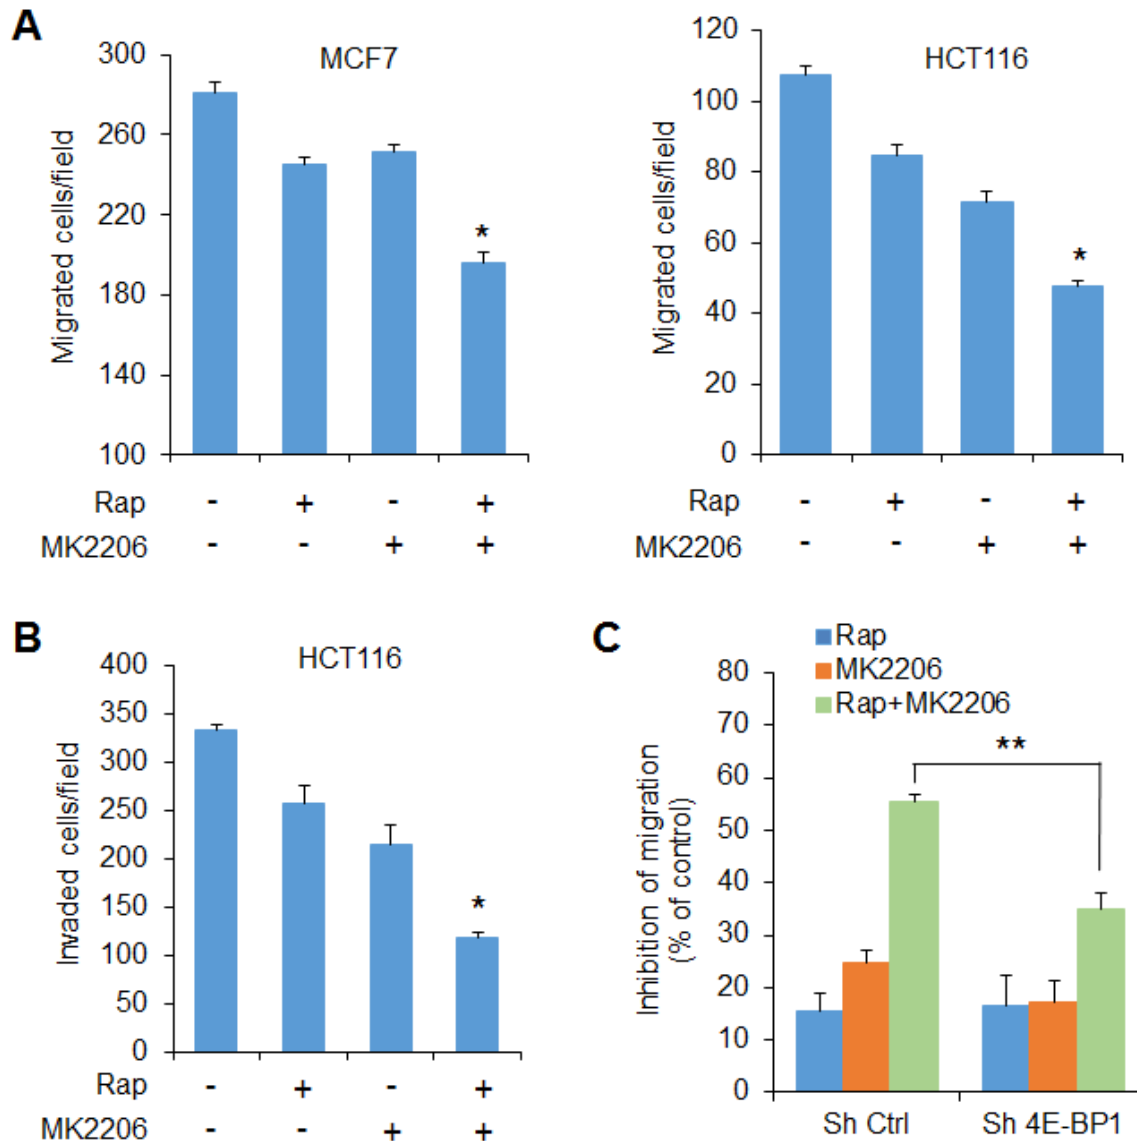 A
MCF7
Migrated cells/field
300
260
220
180
140
100
*
Rap - + - +
MK2206 - - + +
HCT116
Migrated cells/field
120
100
80
60
40
20
0
*
Rap - + - +
MK2206 - - + +
B
HCT116
Invaded cells/field
400
350
300
250
200
150
100
50
0
*
Rap - + - +
MK2206 - - + +
C
Rap
MK2206
Rap+MK2206
Inhibition of migration
(% of control)
80
70
60
50
40
30
20
10
0
**
Sh Ctrl Sh 4E-BP1